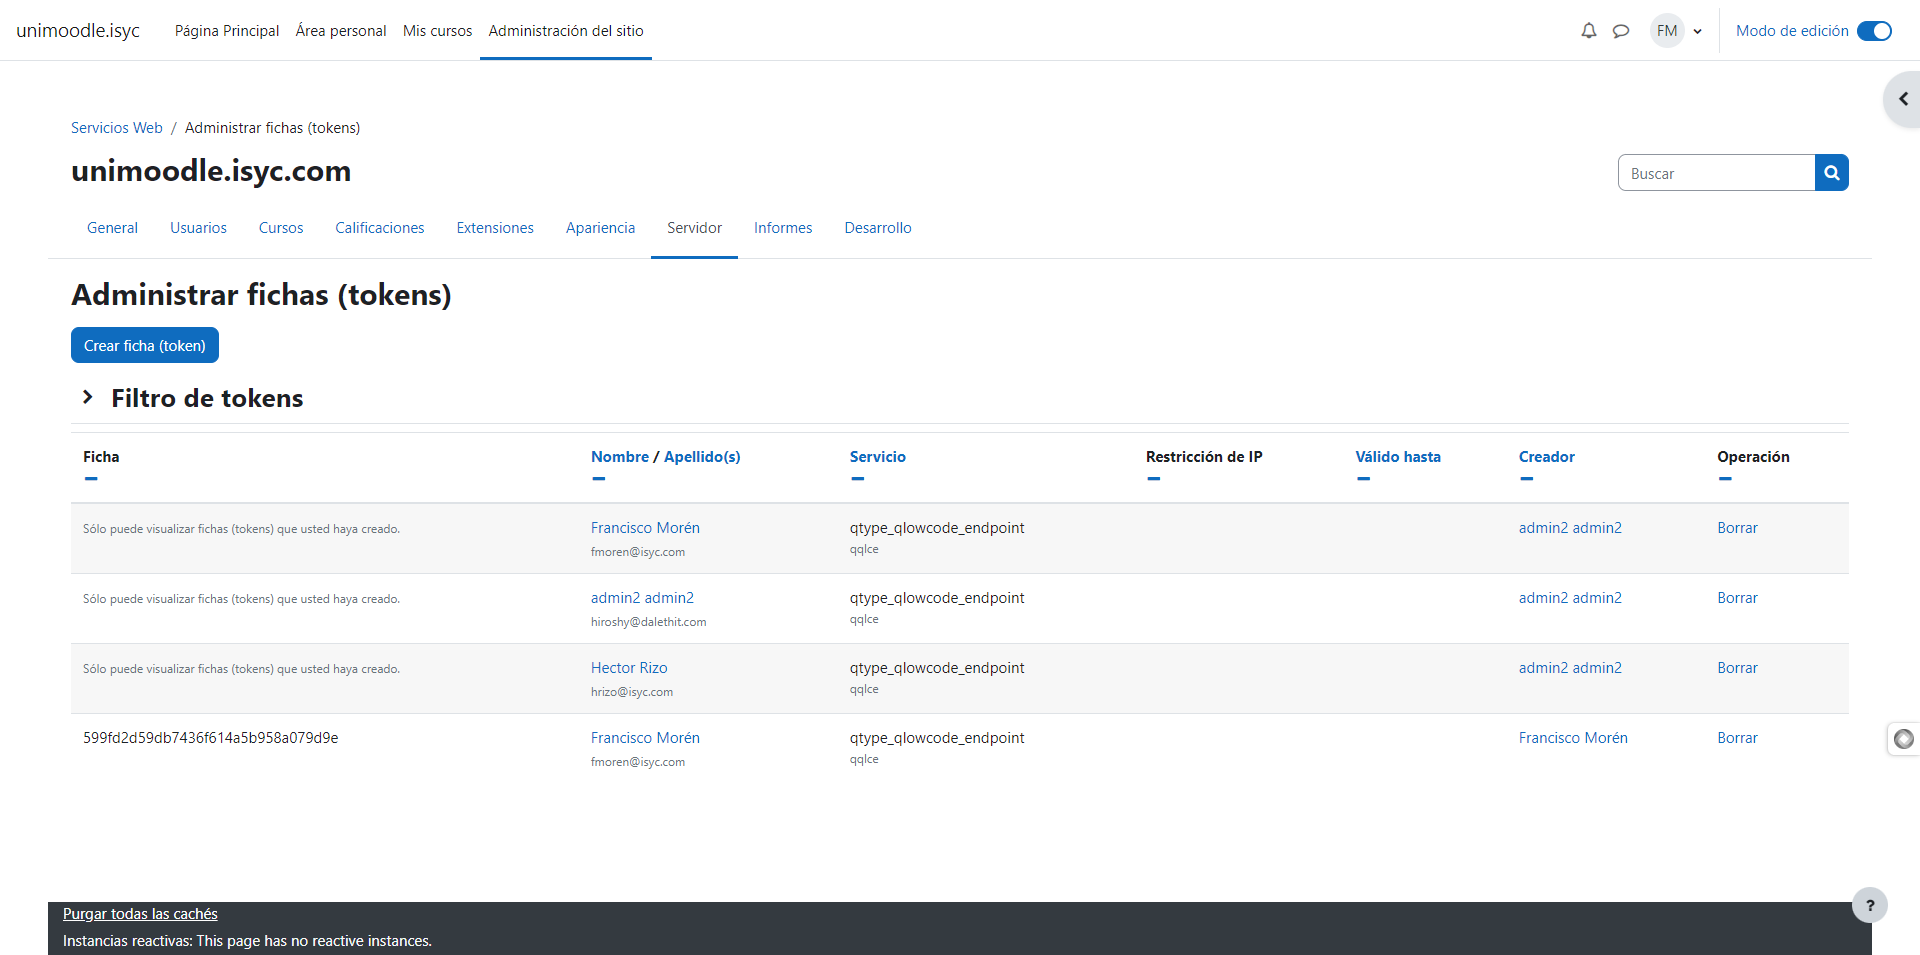 unimoodle.isyc
Página Principal Área personal Mis cursos Administración del sitio
FM
Modo de edición
Servicios Web / Administrar fichas (tokens)
unimoodle.isyc.com
Buscar
General Usuarios Cursos Calificaciones Extensiones Apariencia Servidor Informes Desarrollo
Administrar fichas (tokens)
Crear ficha (token)
Filtro de tokens
Ficha Nombre / Apellido(s) Servicio Restricción de IP Válido hasta Creador Operación
Sólo puede visualizar fichas (tokens) que usted haya creado. Francisco Morén qtype_qlowcode_endpoint admin2 admin2 Borrar
fmoren@isyc.com qqlce
Sólo puede visualizar fichas (tokens) que usted haya creado. admin2 admin2 qtype_qlowcode_endpoint admin2 admin2 Borrar
hiroshy@dalethit.com qqlce
Sólo puede visualizar fichas (tokens) que usted haya creado. Hector Rizo qtype_qlowcode_endpoint admin2 admin2 Borrar
hrizo@isyc.com qqlce
599fd2d59db7436f614a5b958a079d9e Francisco Morén qtype_qlowcode_endpoint Francisco Morén Borrar
fmoren@isyc.com qqlce
Purgar todas las cachés
?
Instancias reactivas: This page has no reactive instances.